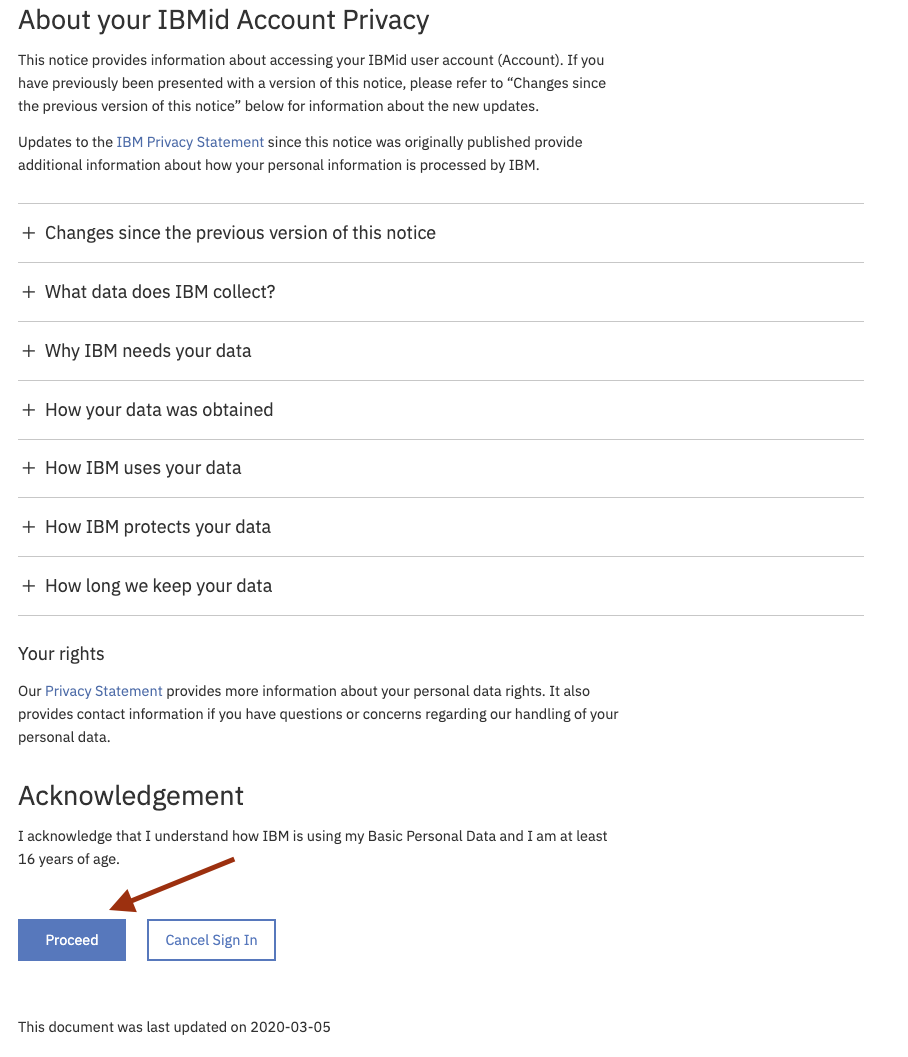 About your IBMid Account Privacy
This notice provides information about accessing your IBMid user account (Account). If you
have previously been presented with a version of this notice, please refer to “Changes since
the previous version of this notice” below for information about the new updates.
Updates to the IBM Privacy Statement since this notice was originally published provide
additional information about how your personal information is processed by IBM.
+ Changes since the previous version of this notice
+ What data does IBM collect?
+ Why IBM needs your data
+ How your data was obtained
+ How IBM uses your data
+ How IBM protects your data
+ How long we keep your data
Your rights
Our Privacy Statement provides more information about your personal data rights. It also
provides contact information if you have questions or concerns regarding our handling of your
personal data.
Acknowledgement
I acknowledge that I understand how IBM is using my Basic Personal Data and I am at least
16 years of age.
Proceed Cancel Sign In
This document was last updated on 2020-03-05